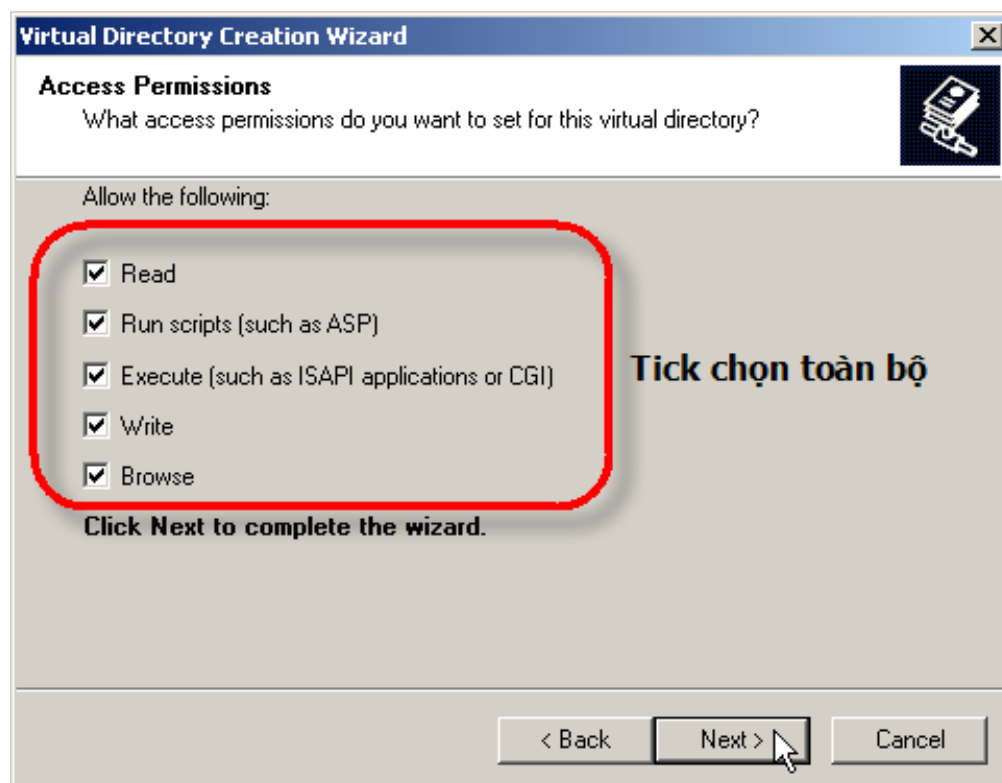 Virtual Directory Creation Wizard
Access Permissions
What access permissions do you want to set for this virtual directory?
Allow the following:
Read
Run scripts (such as ASP)
Execute (such as ISAPI applications or CGI)
Tick chọn toàn bộ
Write
Browse
Click Next to complete the wizard.
< Back Next > Cancel